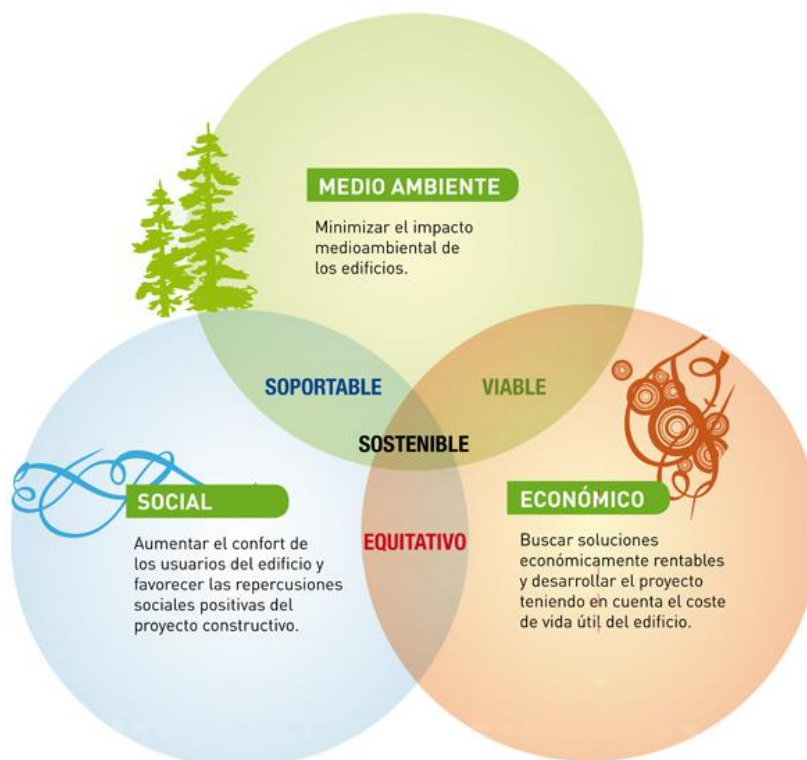 MEDIO AMBIENTE
Minimizar el impacto
medioambiental de
los edificios.
SOPORTABLE
VIABLE
SOSTENIBLE
SOCIAL
Aumentar el confort de
los usuarios del edificio y
favorecer las repercusiones
sociales positivas del
proyecto constructivo.
EQUITATIVO
ECONÓMICO
Buscar soluciones
económicamente rentables
y desarrollar el proyecto
teniendo en cuenta el coste
de vida útil del edificio.